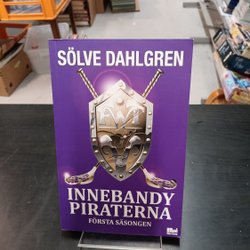 SÖLVE DAHLGREN
INNEBANDY
PIRATERNA
FÖRSTA SÄSONGEN